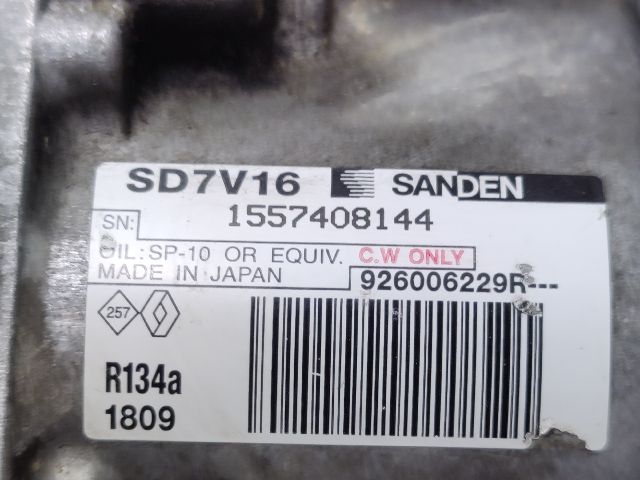 SD7V16 SANDEN
SN: 1557408144
OIL: SP-10 OR EQUIV. C.W ONLY
MADE IN JAPAN 926006229R---
257
R134a
1809